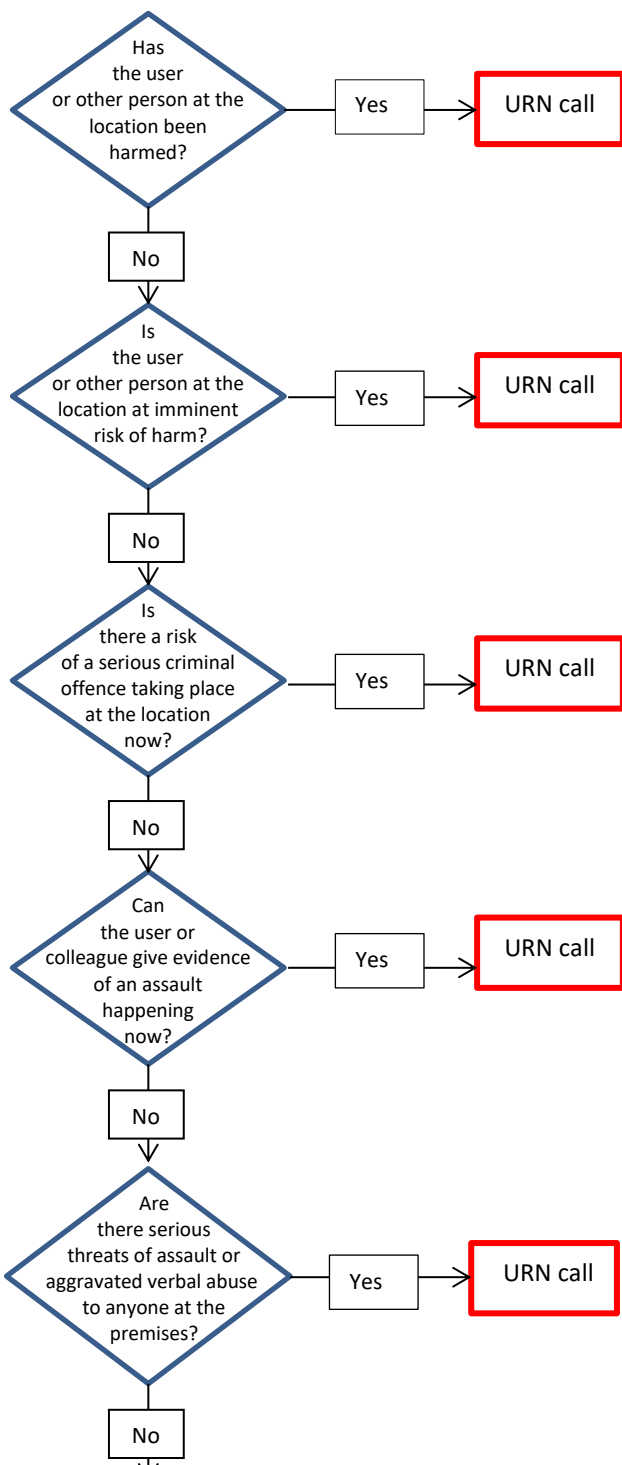 Has
the user
or other person at the
location been
harmed?
Yes
URN call
No
Is
the user
or other person at the
location at imminent
risk of harm?
Yes
URN call
No
Is
there a risk
of a serious criminal
offence taking place
at the location
now?
Yes
URN call
No
Can
the user or
colleague give evidence
of an assault
happening
now?
Yes
URN call
No
Are
there serious
threats of assault or
aggravated verbal abuse
to anyone at the
premises?
Yes
URN call
No